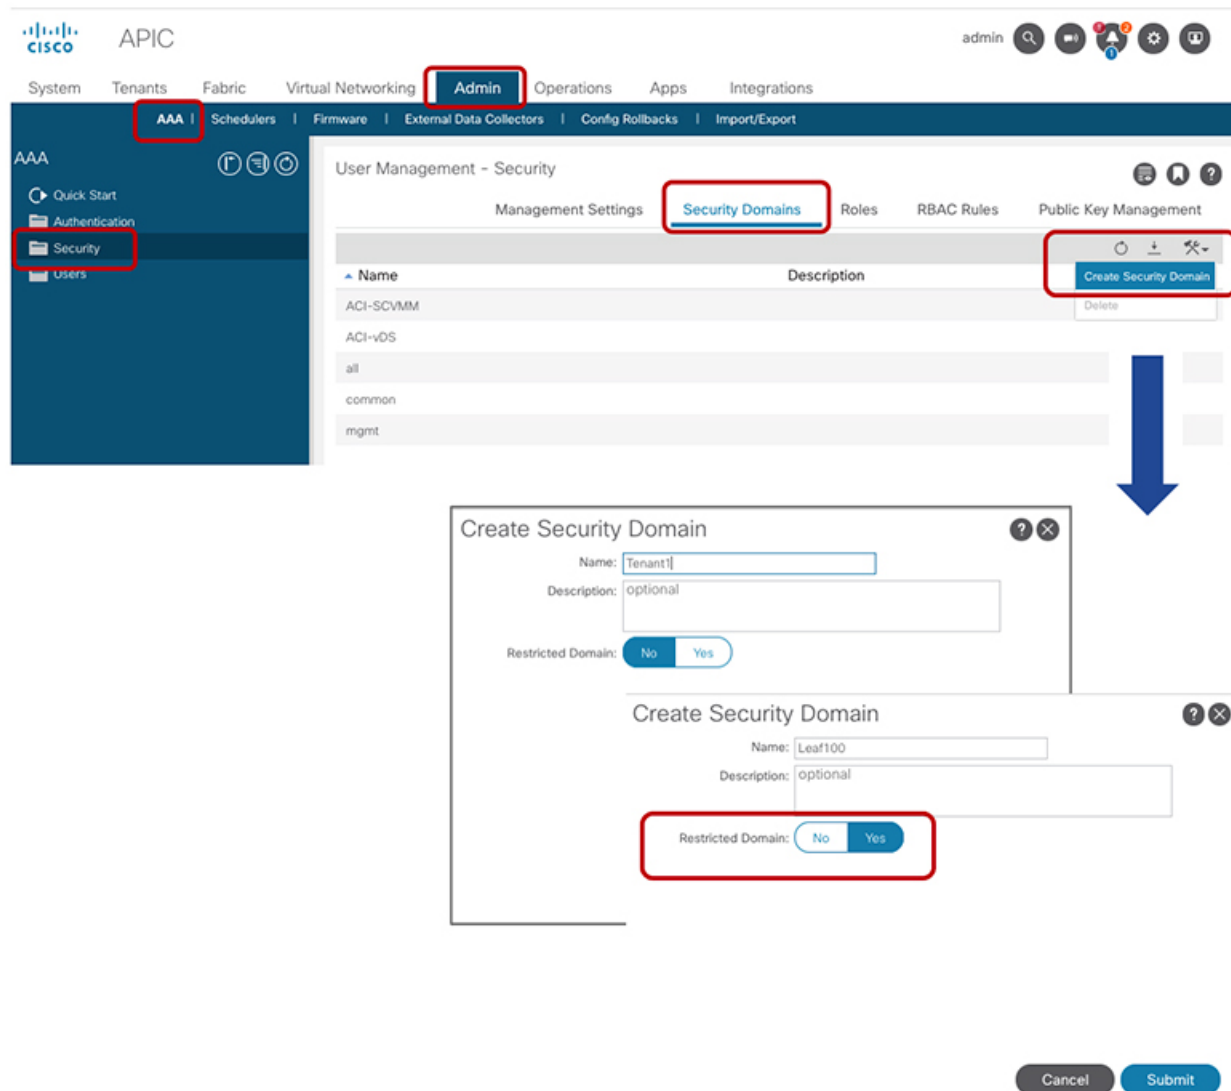 CISCO APIC admin
2
1
System Tenants Fabric Virtual Networking Admin Operations Apps Integrations
AAA | Schedulers | Firmware | External Data Collectors | Config Rollbacks | Import/Export
AAA
Quick Start
Authentication
Security
Users
User Management - Security
Management Settings Security Domains Roles RBAC Rules Public Key Management
Name Description
Create Security Domain
Delete
ACI-SCVMM
ACI-vDS
all
common
mgmt
Create Security Domain
Name: Tenant1
Description: optional
Restricted Domain: No Yes
Create Security Domain
Name: Leaf100
Description: optional
Restricted Domain: No Yes
Cancel Submit